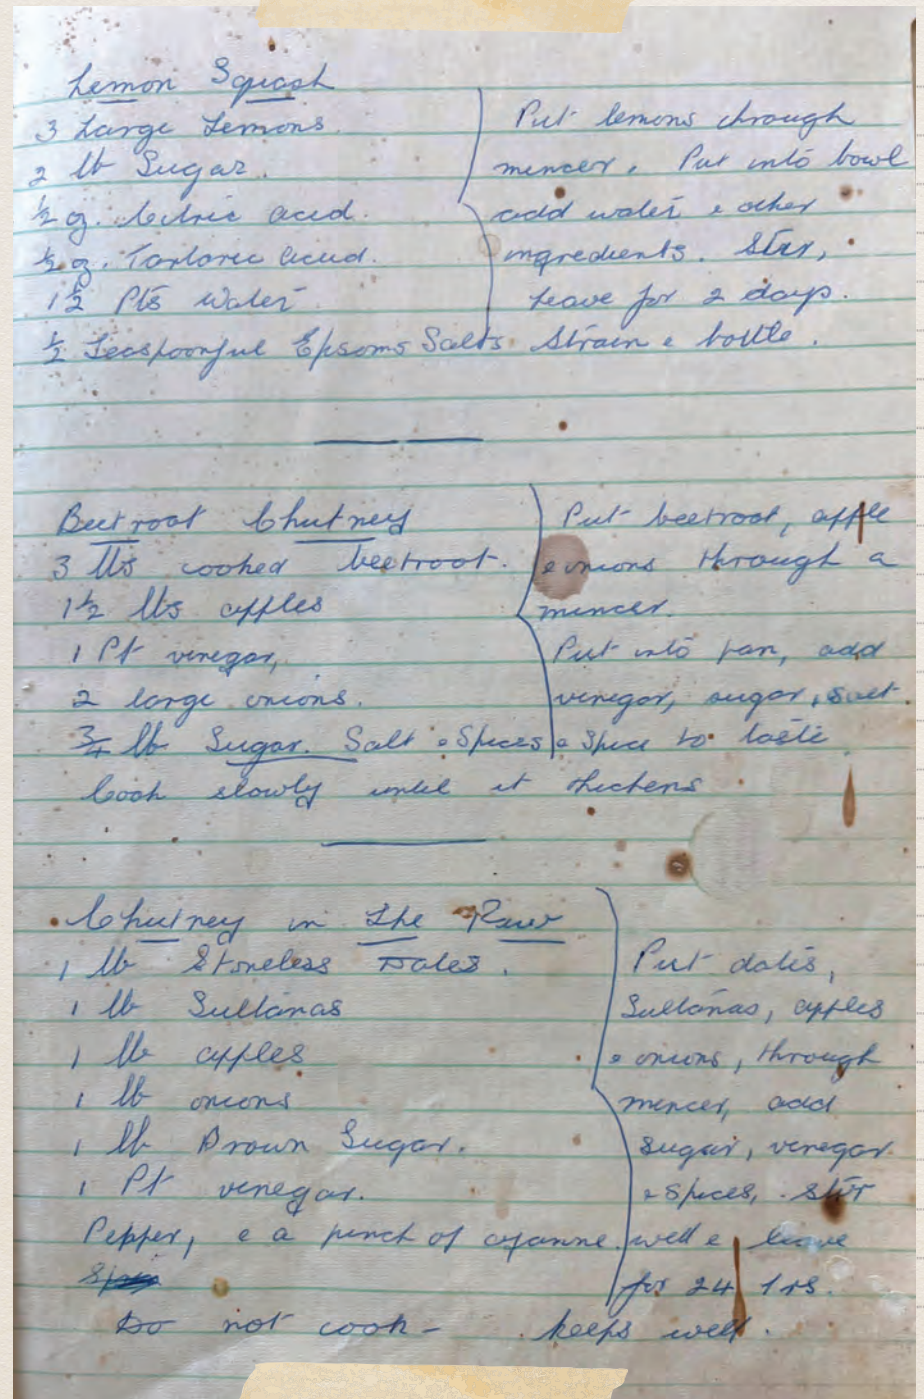 Lemon Squash
3 Large Lemons.
2 lb Sugar.
½ oz. Citric acid.
½ oz. Tartaric acid.
1½ Pts Water
½ Teaspoonful Epsoms Salts.
Put lemons through
mincer. Put into bowl
add water & other
ingredients. Stir,
Leave for 2 days.
Strain & bottle.
Beetroot Chutney
3 lbs cooked beetroot.
1½ lbs apples
1 Pt vinegar,
2 large onions.
¾ lb Sugar. Salt & Spices
Put beetroot, apple
& onions through a
mincer.
Put into pan, add
vinegar, sugar, salt
& Spice to taste
Cook slowly until it thickens
Chutney in The Raw
1 lb Stoneless Dates.
1 lb Sultanas
1 lb apples
1 lb onions
1 lb Brown Sugar.
1 Pt vinegar.
Pepper, & a pinch of cyanne.
Put dates,
Sultanas, apples
& onions, through
mincer, add
sugar, vinegar
& Spices, . Stir
well & leave
for 24 hrs.
Do not cook - keeps well.